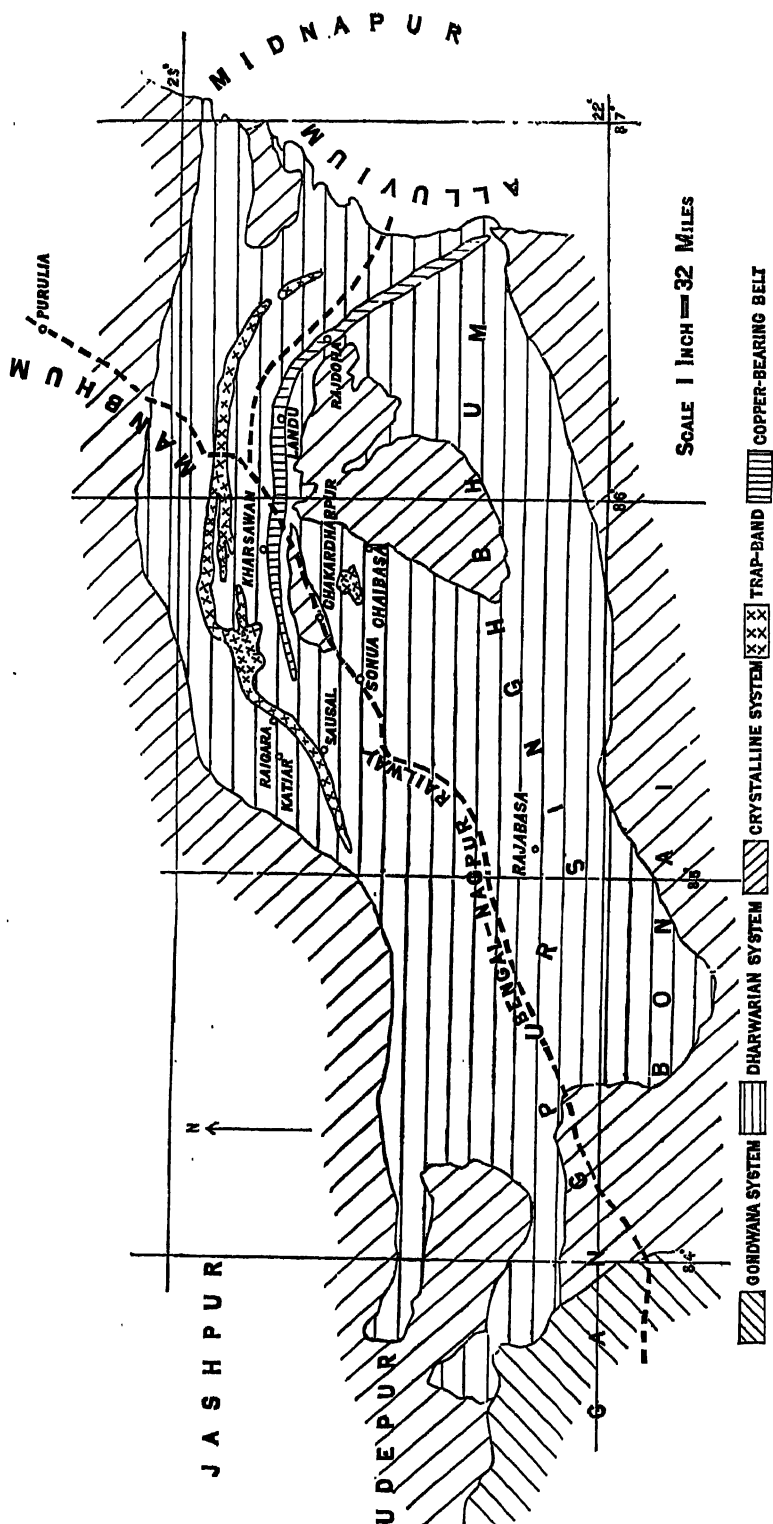 MIDNAPUR
ALLUVIUM
PURULIA
MANBHUM
23°
22°
87°
86°
85°
84°
N
JASHPUR
UDEPUR
GANGPUR
SINGHBHUM
BONAI
KHARSAWAN
LANDU
RAJDOHA
CHAKARDHARPUR
CHAIBASA
SONUA
SAUSAL
RAIGARA
KATIAR
RAJABASA
BENGAL-NAGPUR RAILWAY
SCALE 1 INCH = 32 MILES
GONDWANA SYSTEM
DHARWARIAN SYSTEM
CRYSTALLINE SYSTEM
TRAP-BAND
COPPER-BEARING BELT